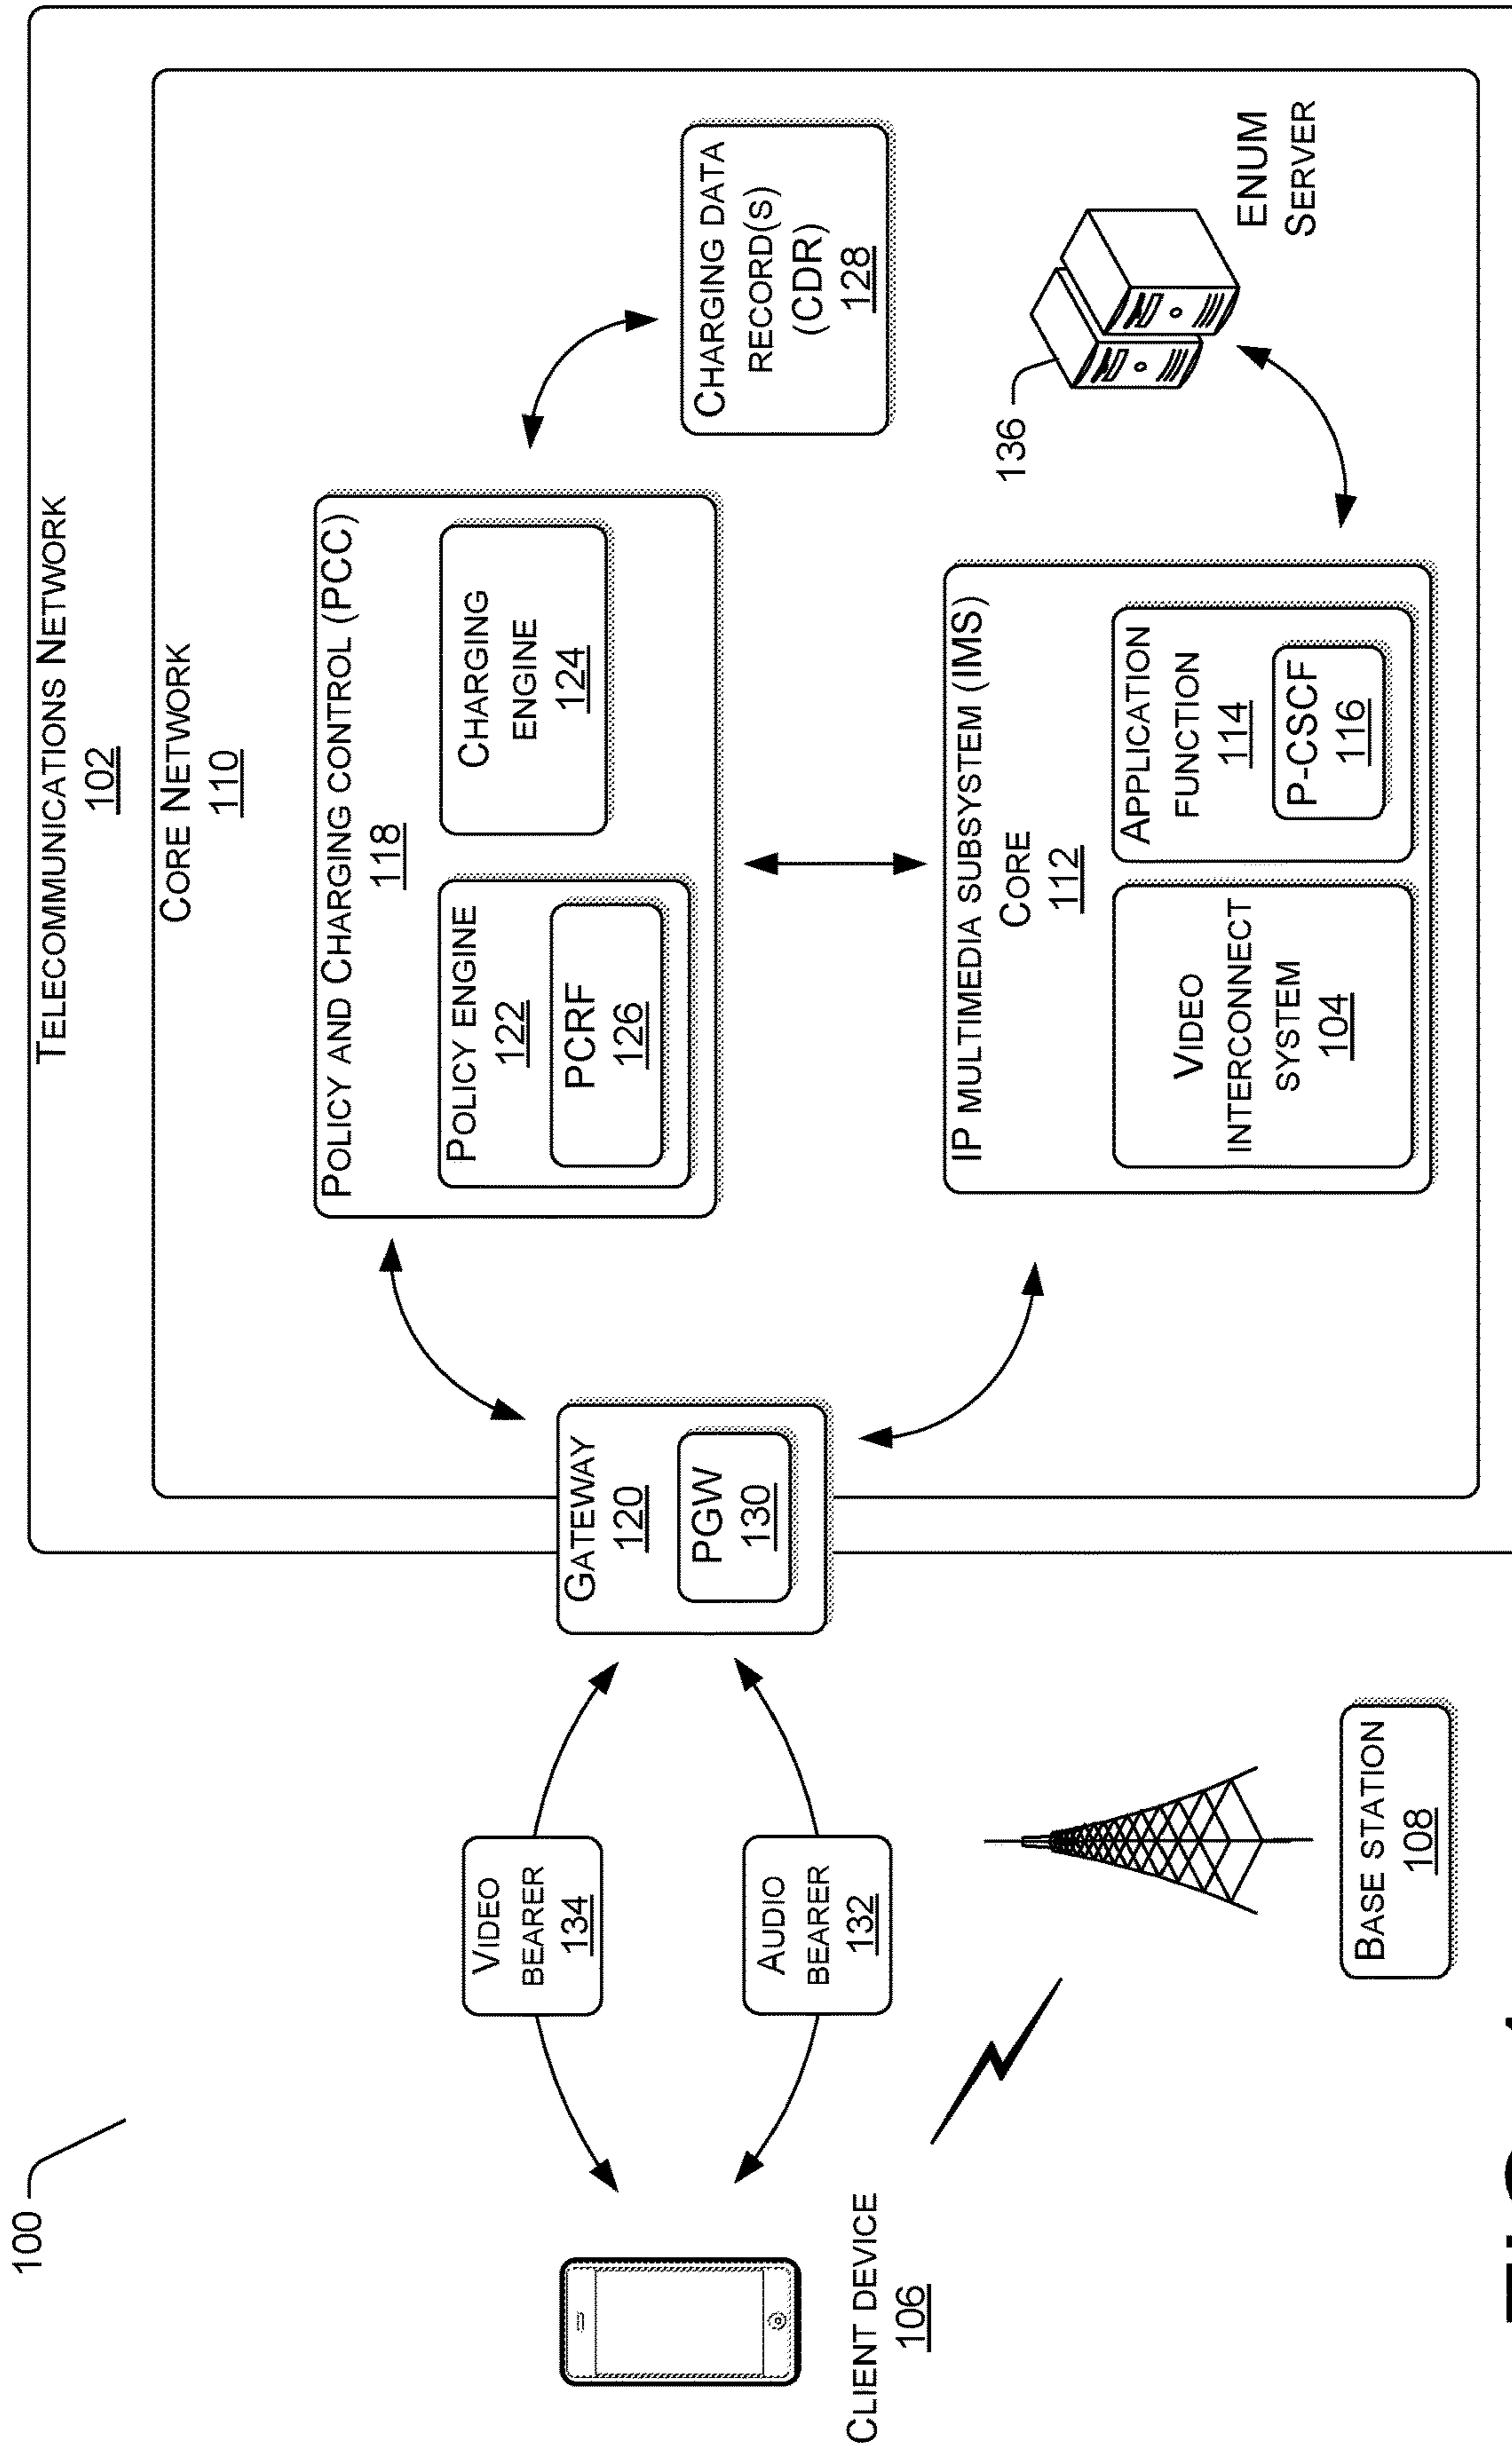 100
TELECOMMUNICATIONS NETWORK
102
CORE NETWORK
110
POLICY AND CHARGING CONTROL (PCC)
118
POLICY ENGINE
122
PCRF
126
CHARGING
ENGINE
124
CHARGING DATA
RECORD(S)
(CDR)
128
VIDEO
BEARER
134
AUDIO
BEARER
132
GATEWAY
120
PGW
130
CLIENT DEVICE
106
BASE STATION
108
IP MULTIMEDIA SUBSYSTEM (IMS)
CORE
112
VIDEO
INTERCONNECT
SYSTEM
104
APPLICATION
FUNCTION
114
P-CSCF
116
136
ENUM
SERVER